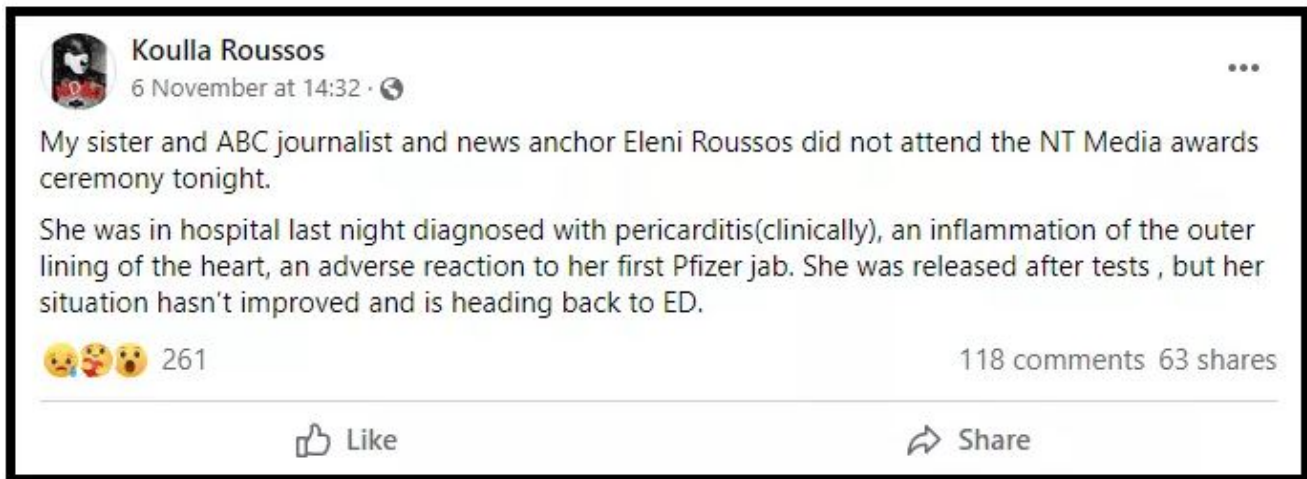 Koulla Roussos
6 November at 14:32 ·
My sister and ABC journalist and news anchor Eleni Roussos did not attend the NT Media awards
ceremony tonight.
She was in hospital last night diagnosed with pericarditis(clinically), an inflammation of the outer
lining of the heart, an adverse reaction to her first Pfizer jab. She was released after tests , but her
situation hasn't improved and is heading back to ED.
261
118 comments 63 shares
Like
Share